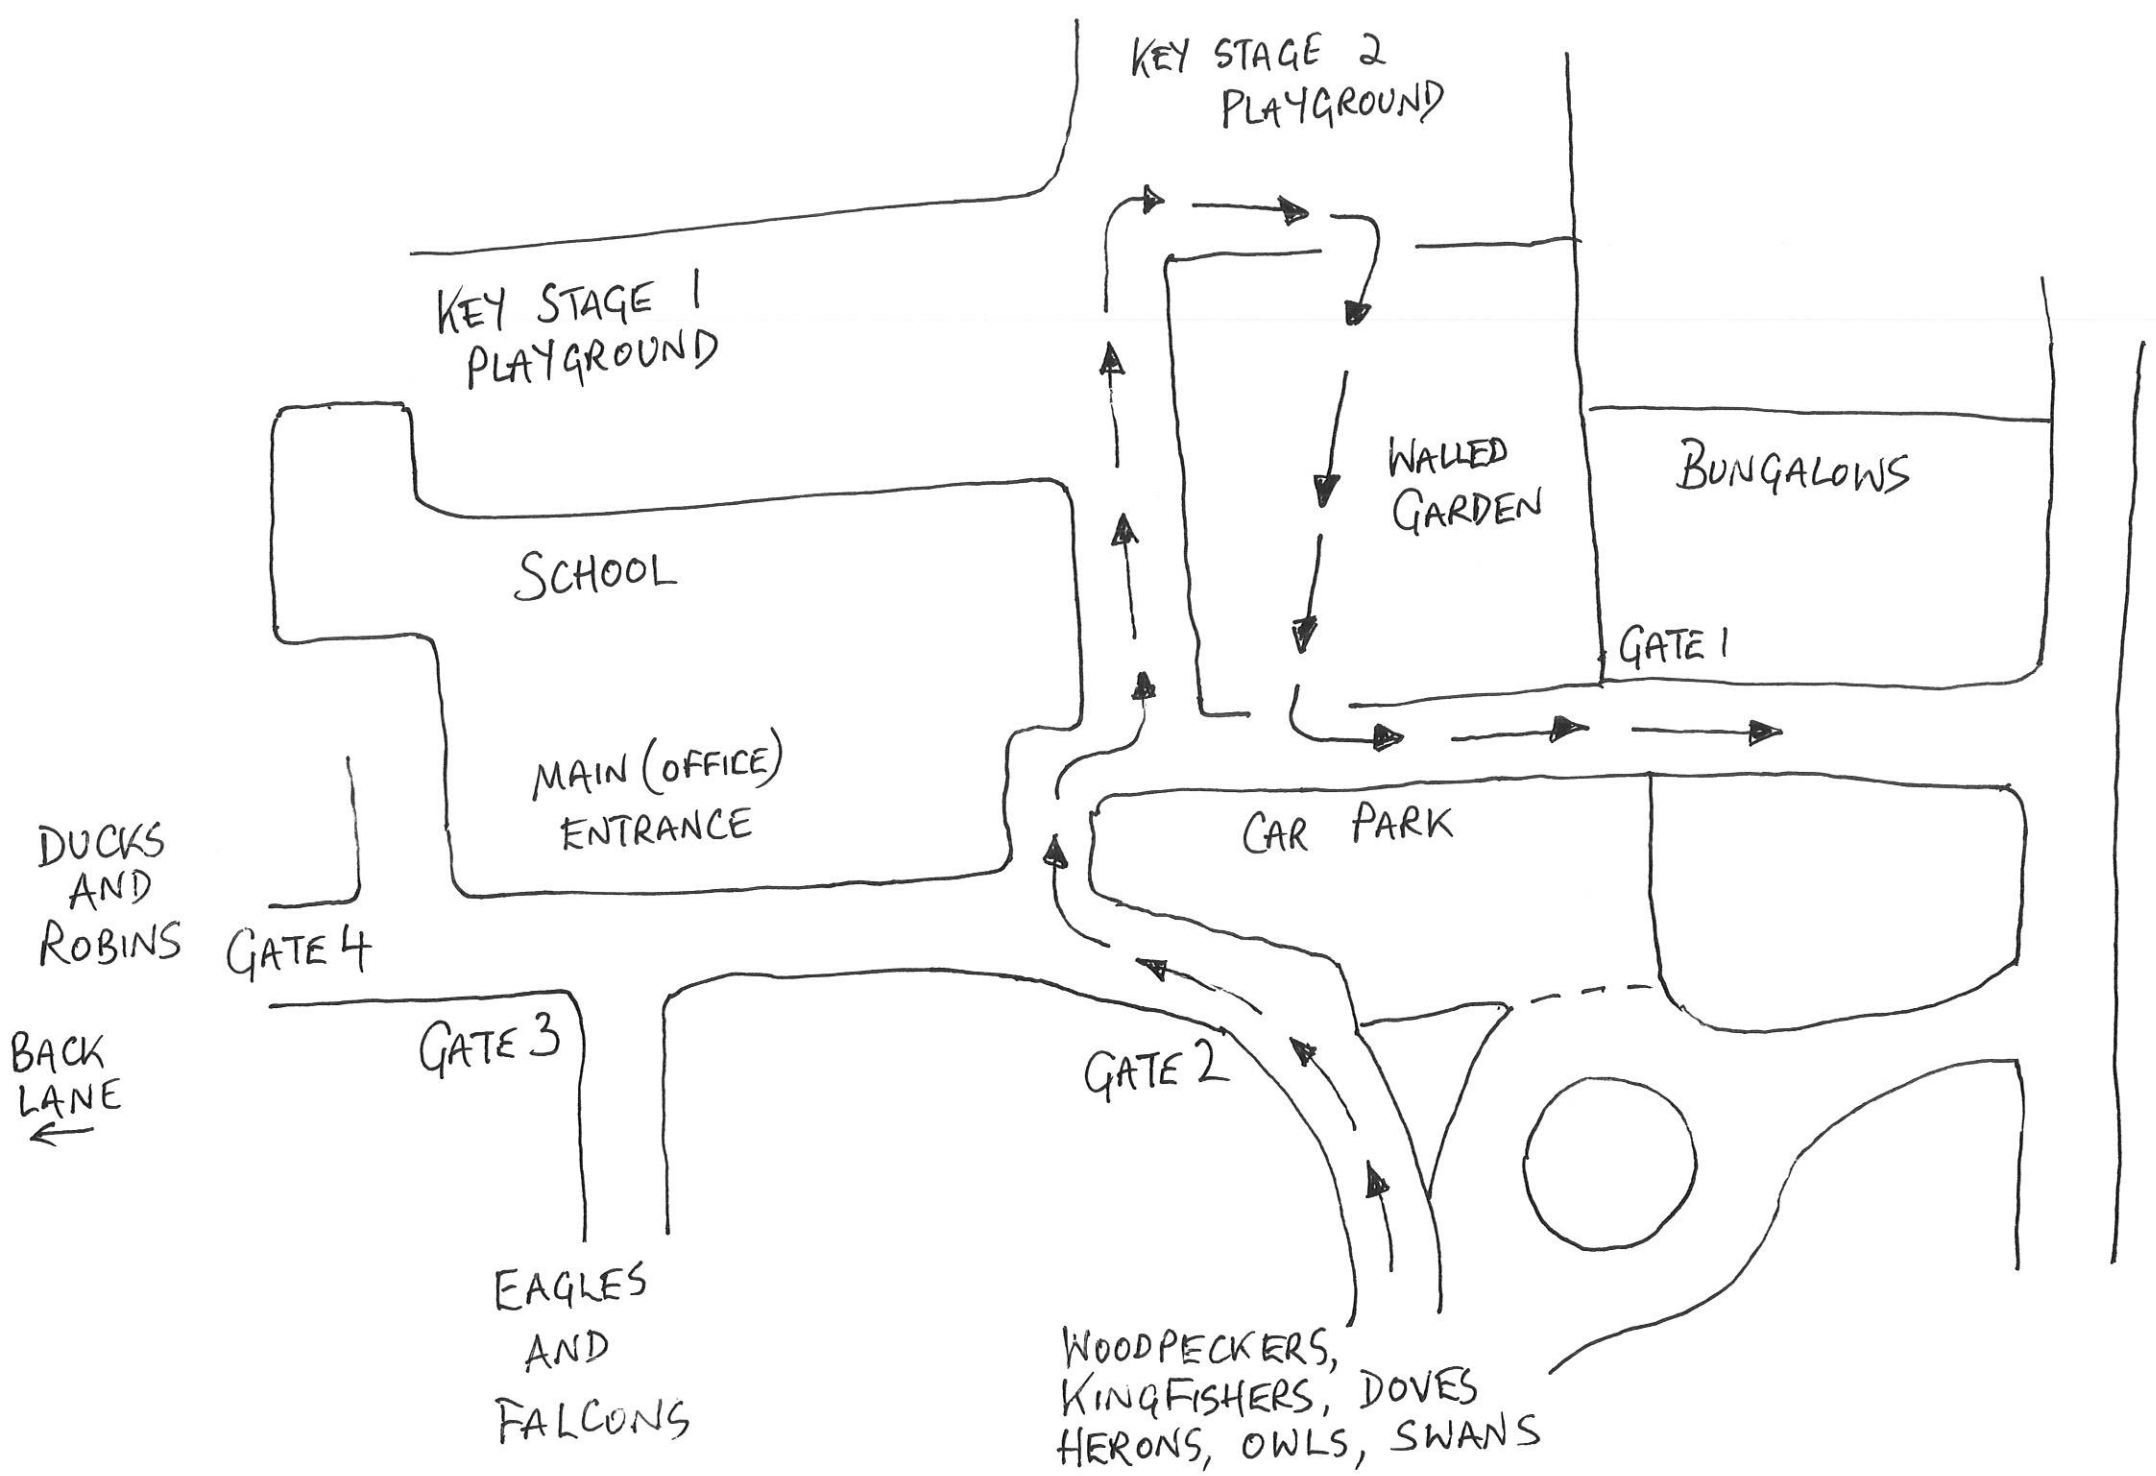 KEY STAGE 2
PLAYGROUND
KEY STAGE 1
PLAYGROUND
WALLED
GARDEN
BUNGALOWS
SCHOOL
GATE 1
MAIN (OFFICE)
ENTRANCE
CAR PARK
DUCKS
AND
ROBINS
GATE 4
GATE 3
GATE 2
BACK
LANE
EAGLES
AND
FALCONS
WOODPECKERS,
KINGFISHERS, DOVES
HERONS, OWLS, SWANS